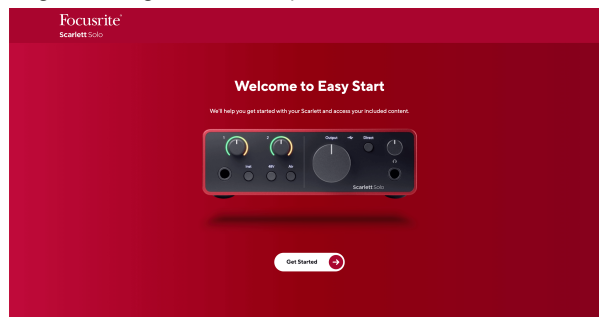 Focusrite®
Scarlett Solo
Welcome to Easy Start
We'll help you get started with your Scarlett and access your included content.
1 2 Output Direct
Inst 48V Air
Scarlett Solo
Get Started